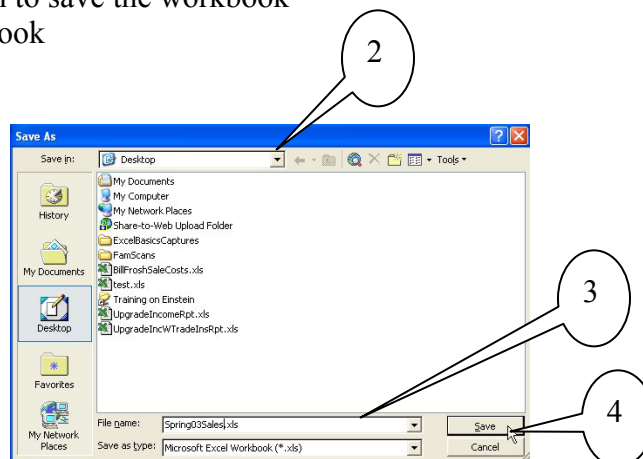 n to save the workbook
ook
2
Save As
Save in:
Desktop
Tools
My Documents
My Computer
My Network Places
Share-to-Web Upload Folder
ExcelBasicsCaptures
FamScans
BillFroshSaleCosts.xls
test.xls
Training on Einstein
UpgradeIncomeRpt.xls
UpgradeIncWTradeInsRpt.xls
History
My Documents
Desktop
Favorites
My Network
Places
3
File name:
Spring03Sales.xls
Save
4
Save as type:
Microsoft Excel Workbook (*.xls)
Cancel